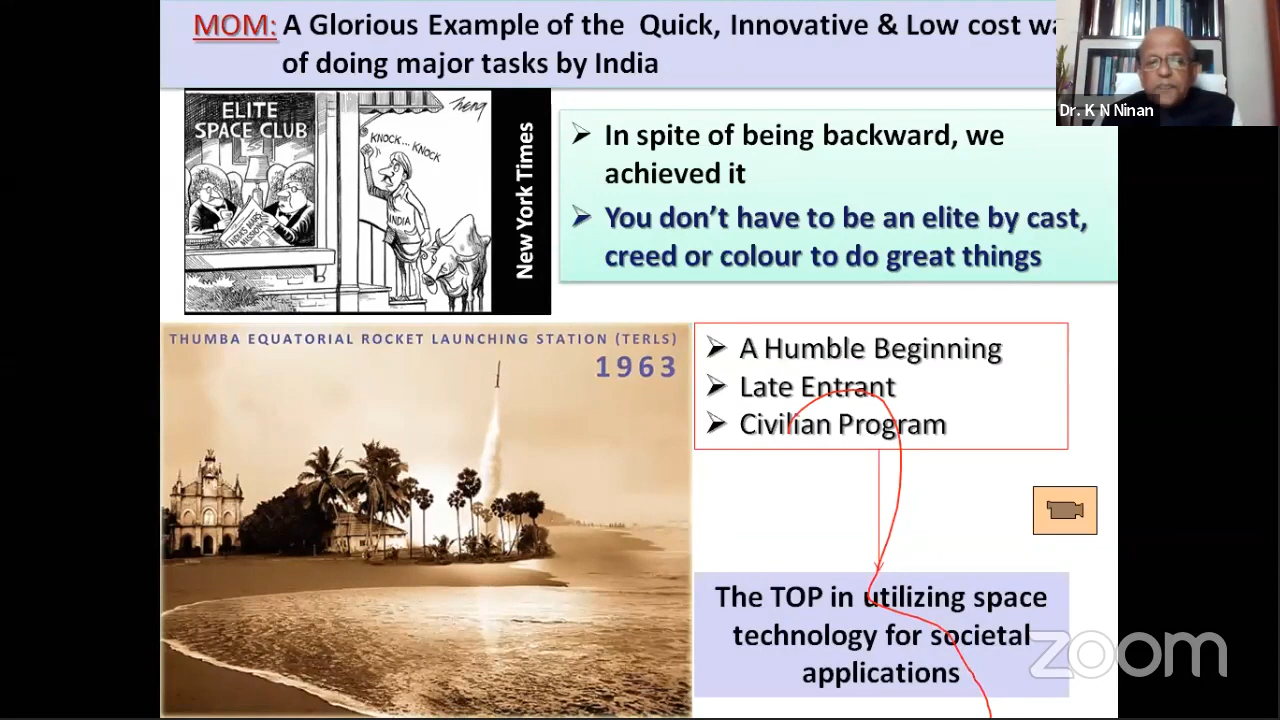 MOM: A Glorious Example of the Quick, Innovative & Low cost
of doing major tasks by India
Dr. K N Ninan
ELITE
SPACE CLUB
KNOCK... KNOCK
INDIA
New York Times
➢ In spite of being backward, we
achieved it
➢ You don't have to be an elite by cast,
creed or colour to do great things
THUMBA EQUATORIAL ROCKET LAUNCHING STATION (TERLS)
1963
➢ A Humble Beginning
➢ Late Entrant
➢ Civilian Program
The TOP in utilizing space
technology for societal
applications
zoom